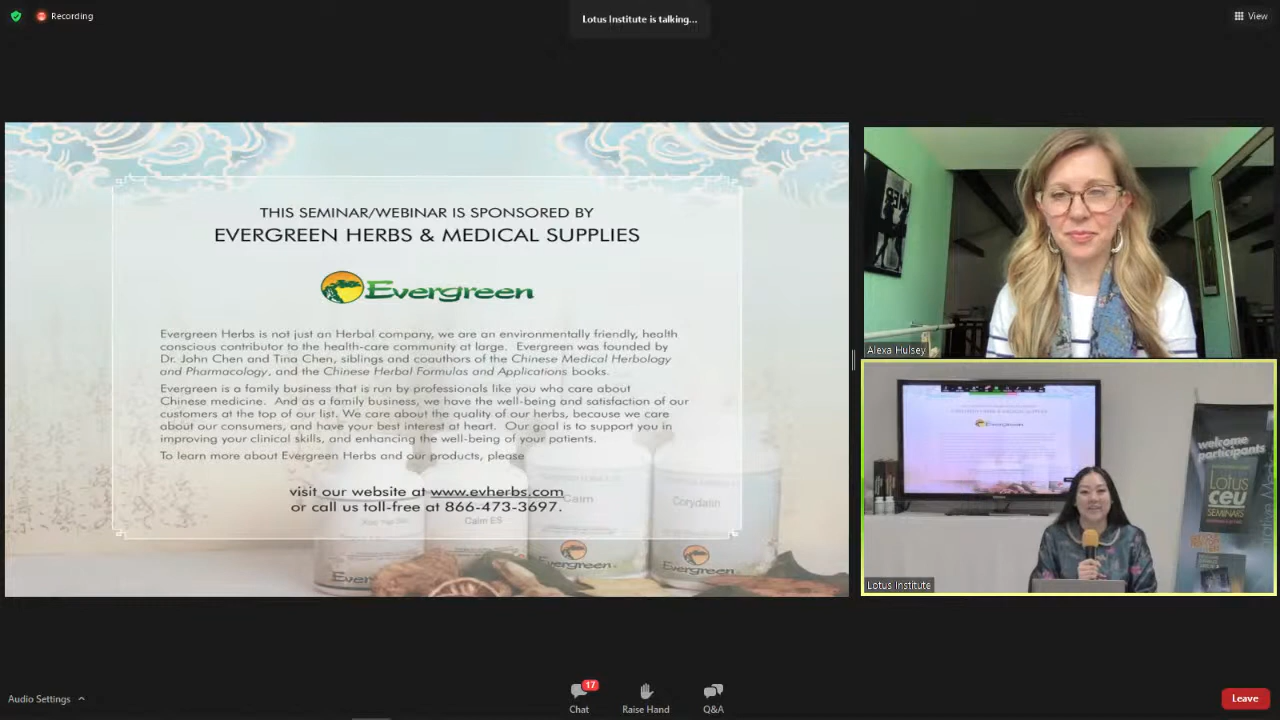 Recording
Lotus Institute is talking...
View
THIS SEMINAR/WEBINAR IS SPONSORED BY
EVERGREEN HERBS & MEDICAL SUPPLIES
Evergreen
Evergreen Herbs is not just an Herbal company, we are an environmentally friendly, health
conscious contributor to the health-care community at large. Evergreen was founded by
Dr. John Chen and Tina Chen, siblings and coauthors of the Chinese Medical Herbology
and Pharmacology, and the Chinese Herbal Formulas and Applications books.
Evergreen is a family business that is run by professionals like you who care about
Chinese medicine. And as a family business, we have the well-being and satisfaction of our
customers at the top of our list. We care about the quality of our herbs, because we care
about our consumers, and have your best interest at heart. Our goal is to support you in
improving your clinical skills, and enhancing the well-being of your patients.
To learn more about Evergreen Herbs and our products, please
visit our website at www.evherbs.com
or call us toll-free at 866-473-3697.
Calm
Corydalin
Calm ES
Evergreen
Evergreen
Alexa Hulsey
Evergreen
welcome
participants
Lotus
CEU
SEMINARS
Lotus Institute
Audio Settings
17
Chat
Raise Hand
Q&A
Leave